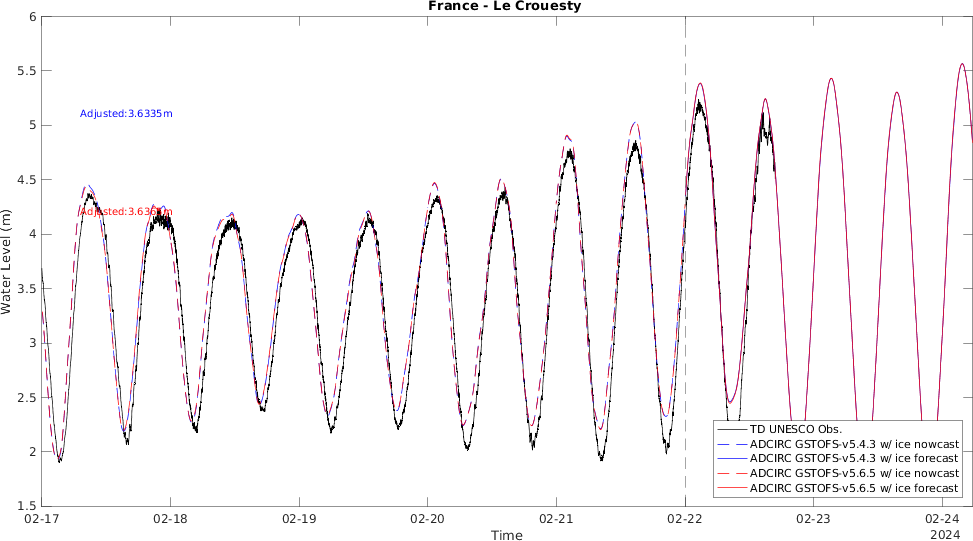 France - Le Crouesty
6
5.5
5
4.5
4
3.5
3
2.5
2
1.5
Water Level (m)
Adjusted:3.6335m
TD UNESCO Obs.
ADCIRC GSTOFS-v5.4.3 w/ ice nowcast
ADCIRC GSTOFS-v5.4.3 w/ ice forecast
ADCIRC GSTOFS-v5.6.5 w/ ice nowcast
ADCIRC GSTOFS-v5.6.5 w/ ice forecast
02-17
02-18
02-19
02-20
02-21
02-22
02-23
02-24
Time
2024